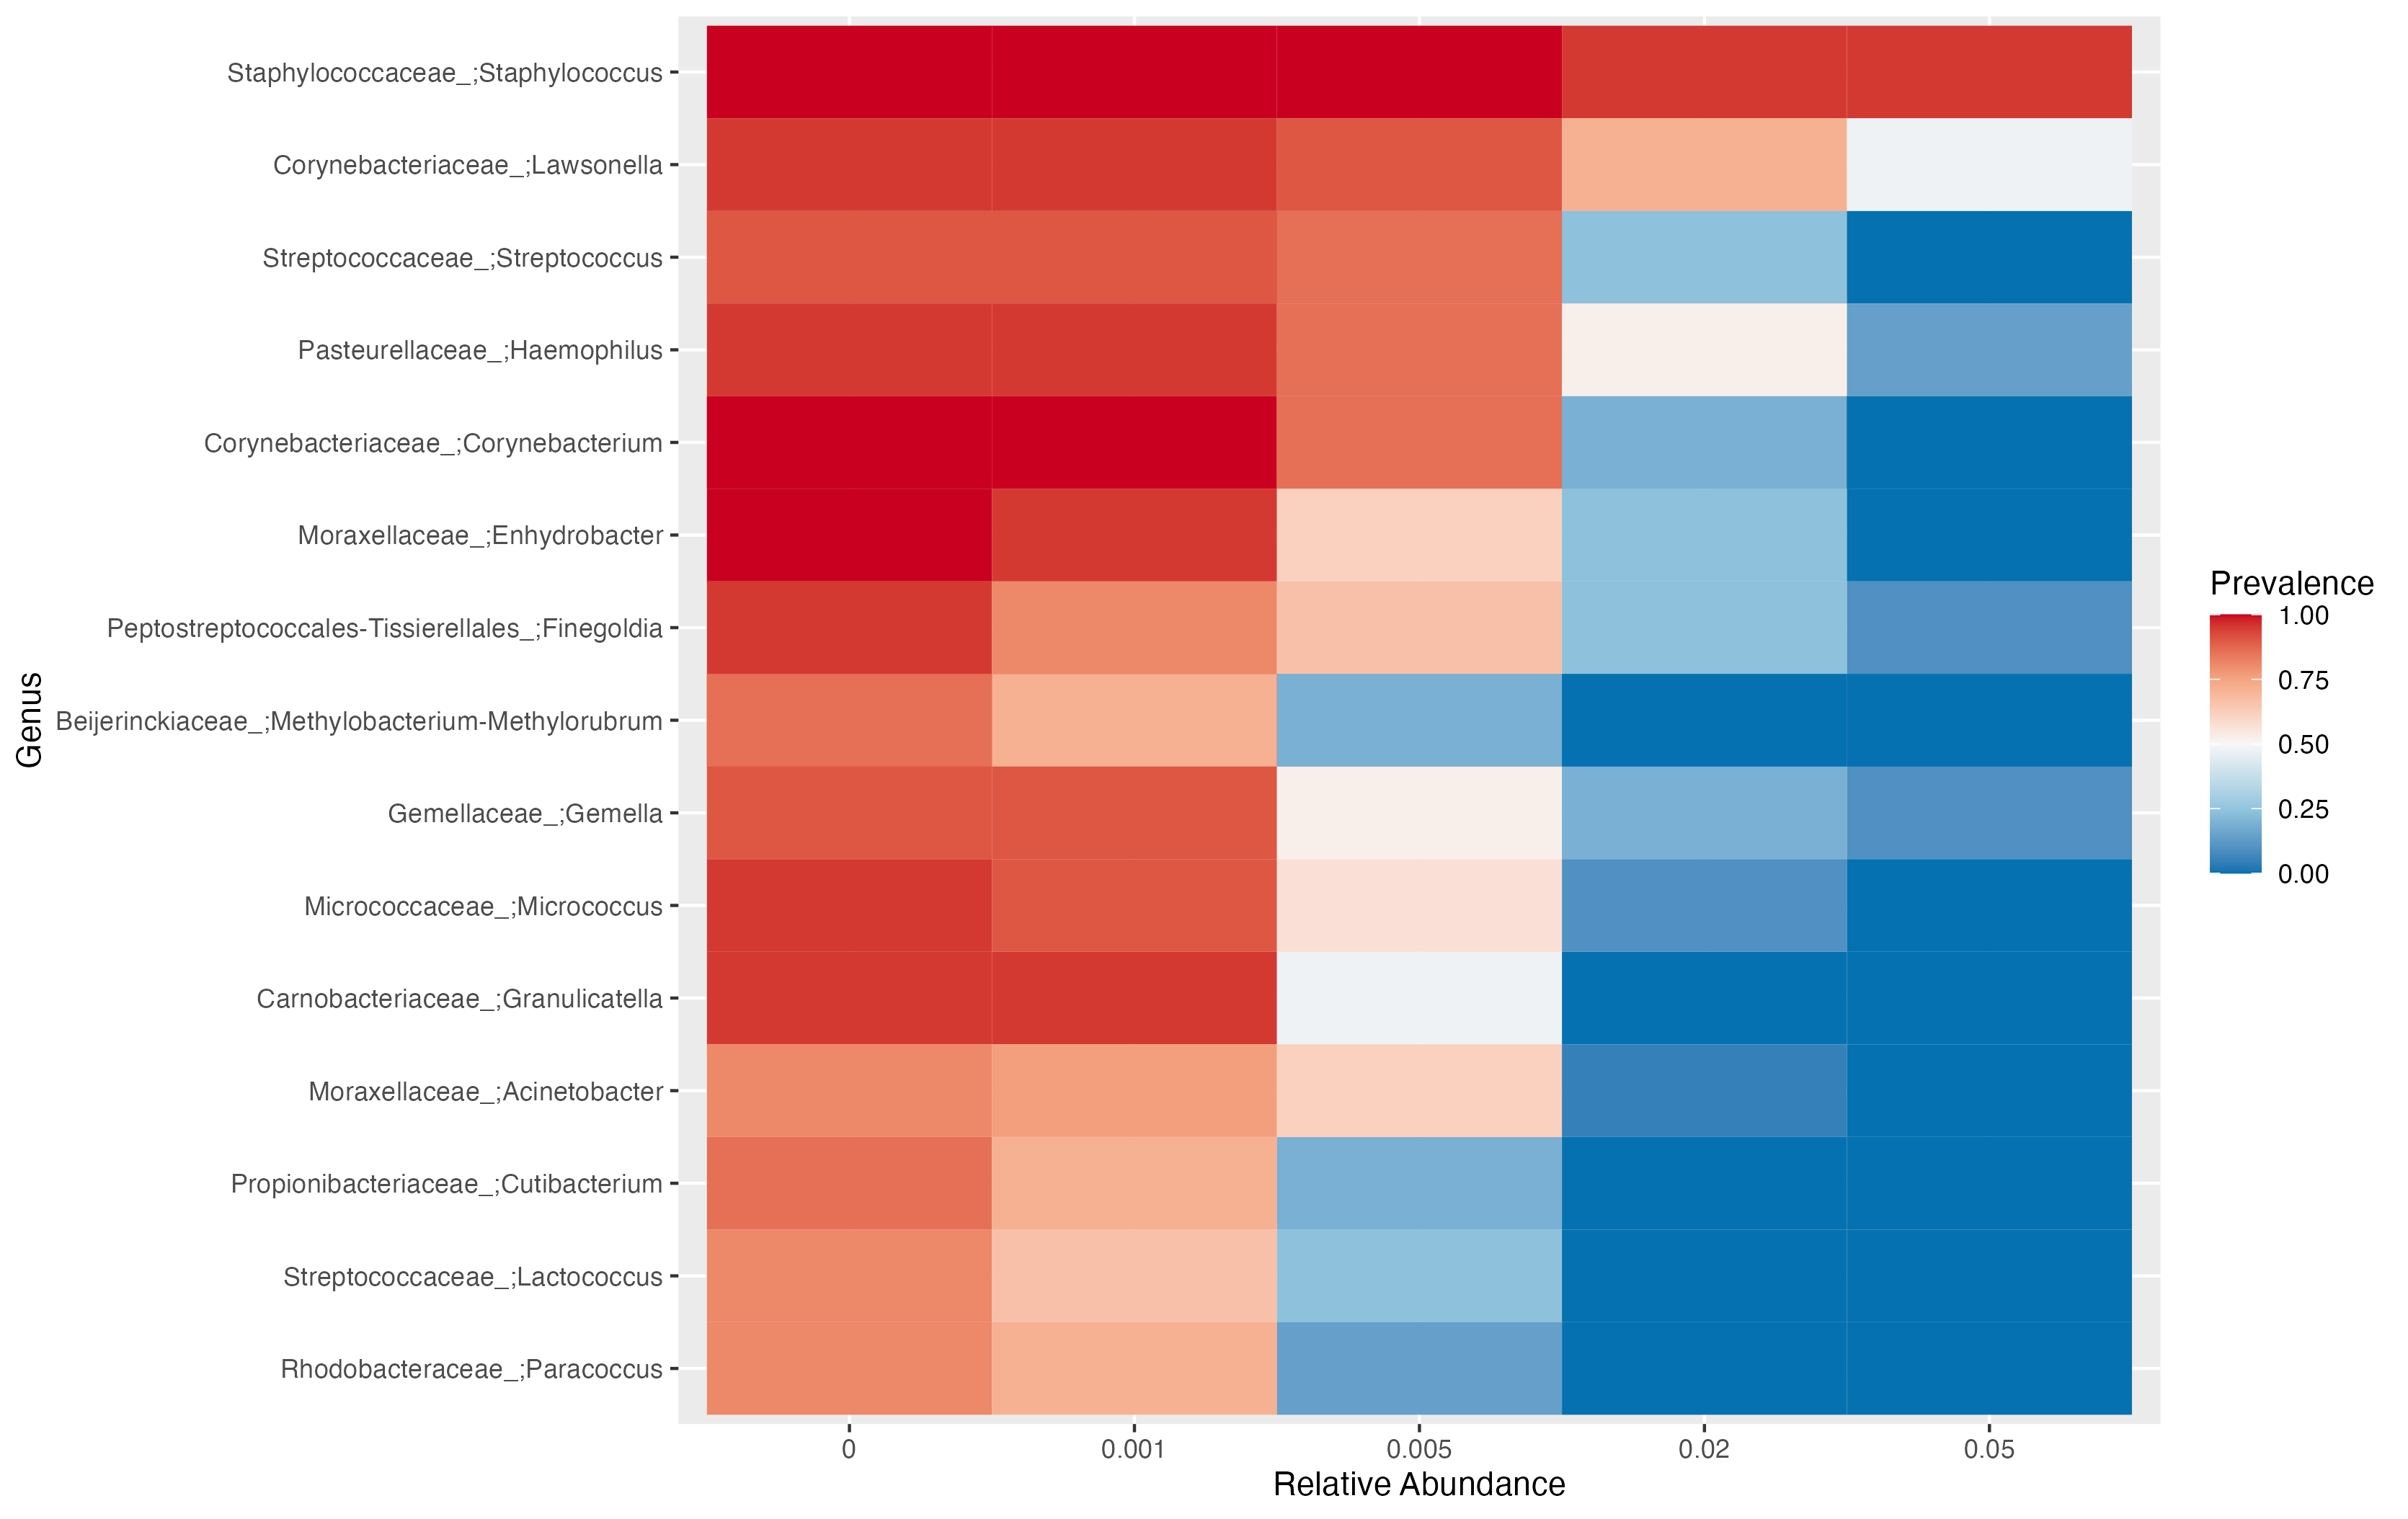 Staphylococcaceae_;Staphylococcus
Corynebacteriaceae_;Lawsonella
Streptococcaceae_;Streptococcus
Pasteurellaceae_;Haemophilus
Corynebacteriaceae_;Corynebacterium
Moraxellaceae_;Enhydrobacter
Peptostreptococcales-Tissierellales_;Finegoldia
Beijerinckiaceae_;Methylobacterium-Methylorubrum
Gemellaceae_;Gemella
Micrococcaceae_;Micrococcus
Carnobacteriaceae_;Granulicatella
Moraxellaceae_;Acinetobacter
Propionibacteriaceae_;Cutibacterium
Streptococcaceae_;Lactococcus
Rhodobacteraceae_;Paracoccus
Genus
0 0.001 0.005 0.02 0.05
Relative Abundance
Prevalence
1.00
0.75
0.50
0.25
0.00